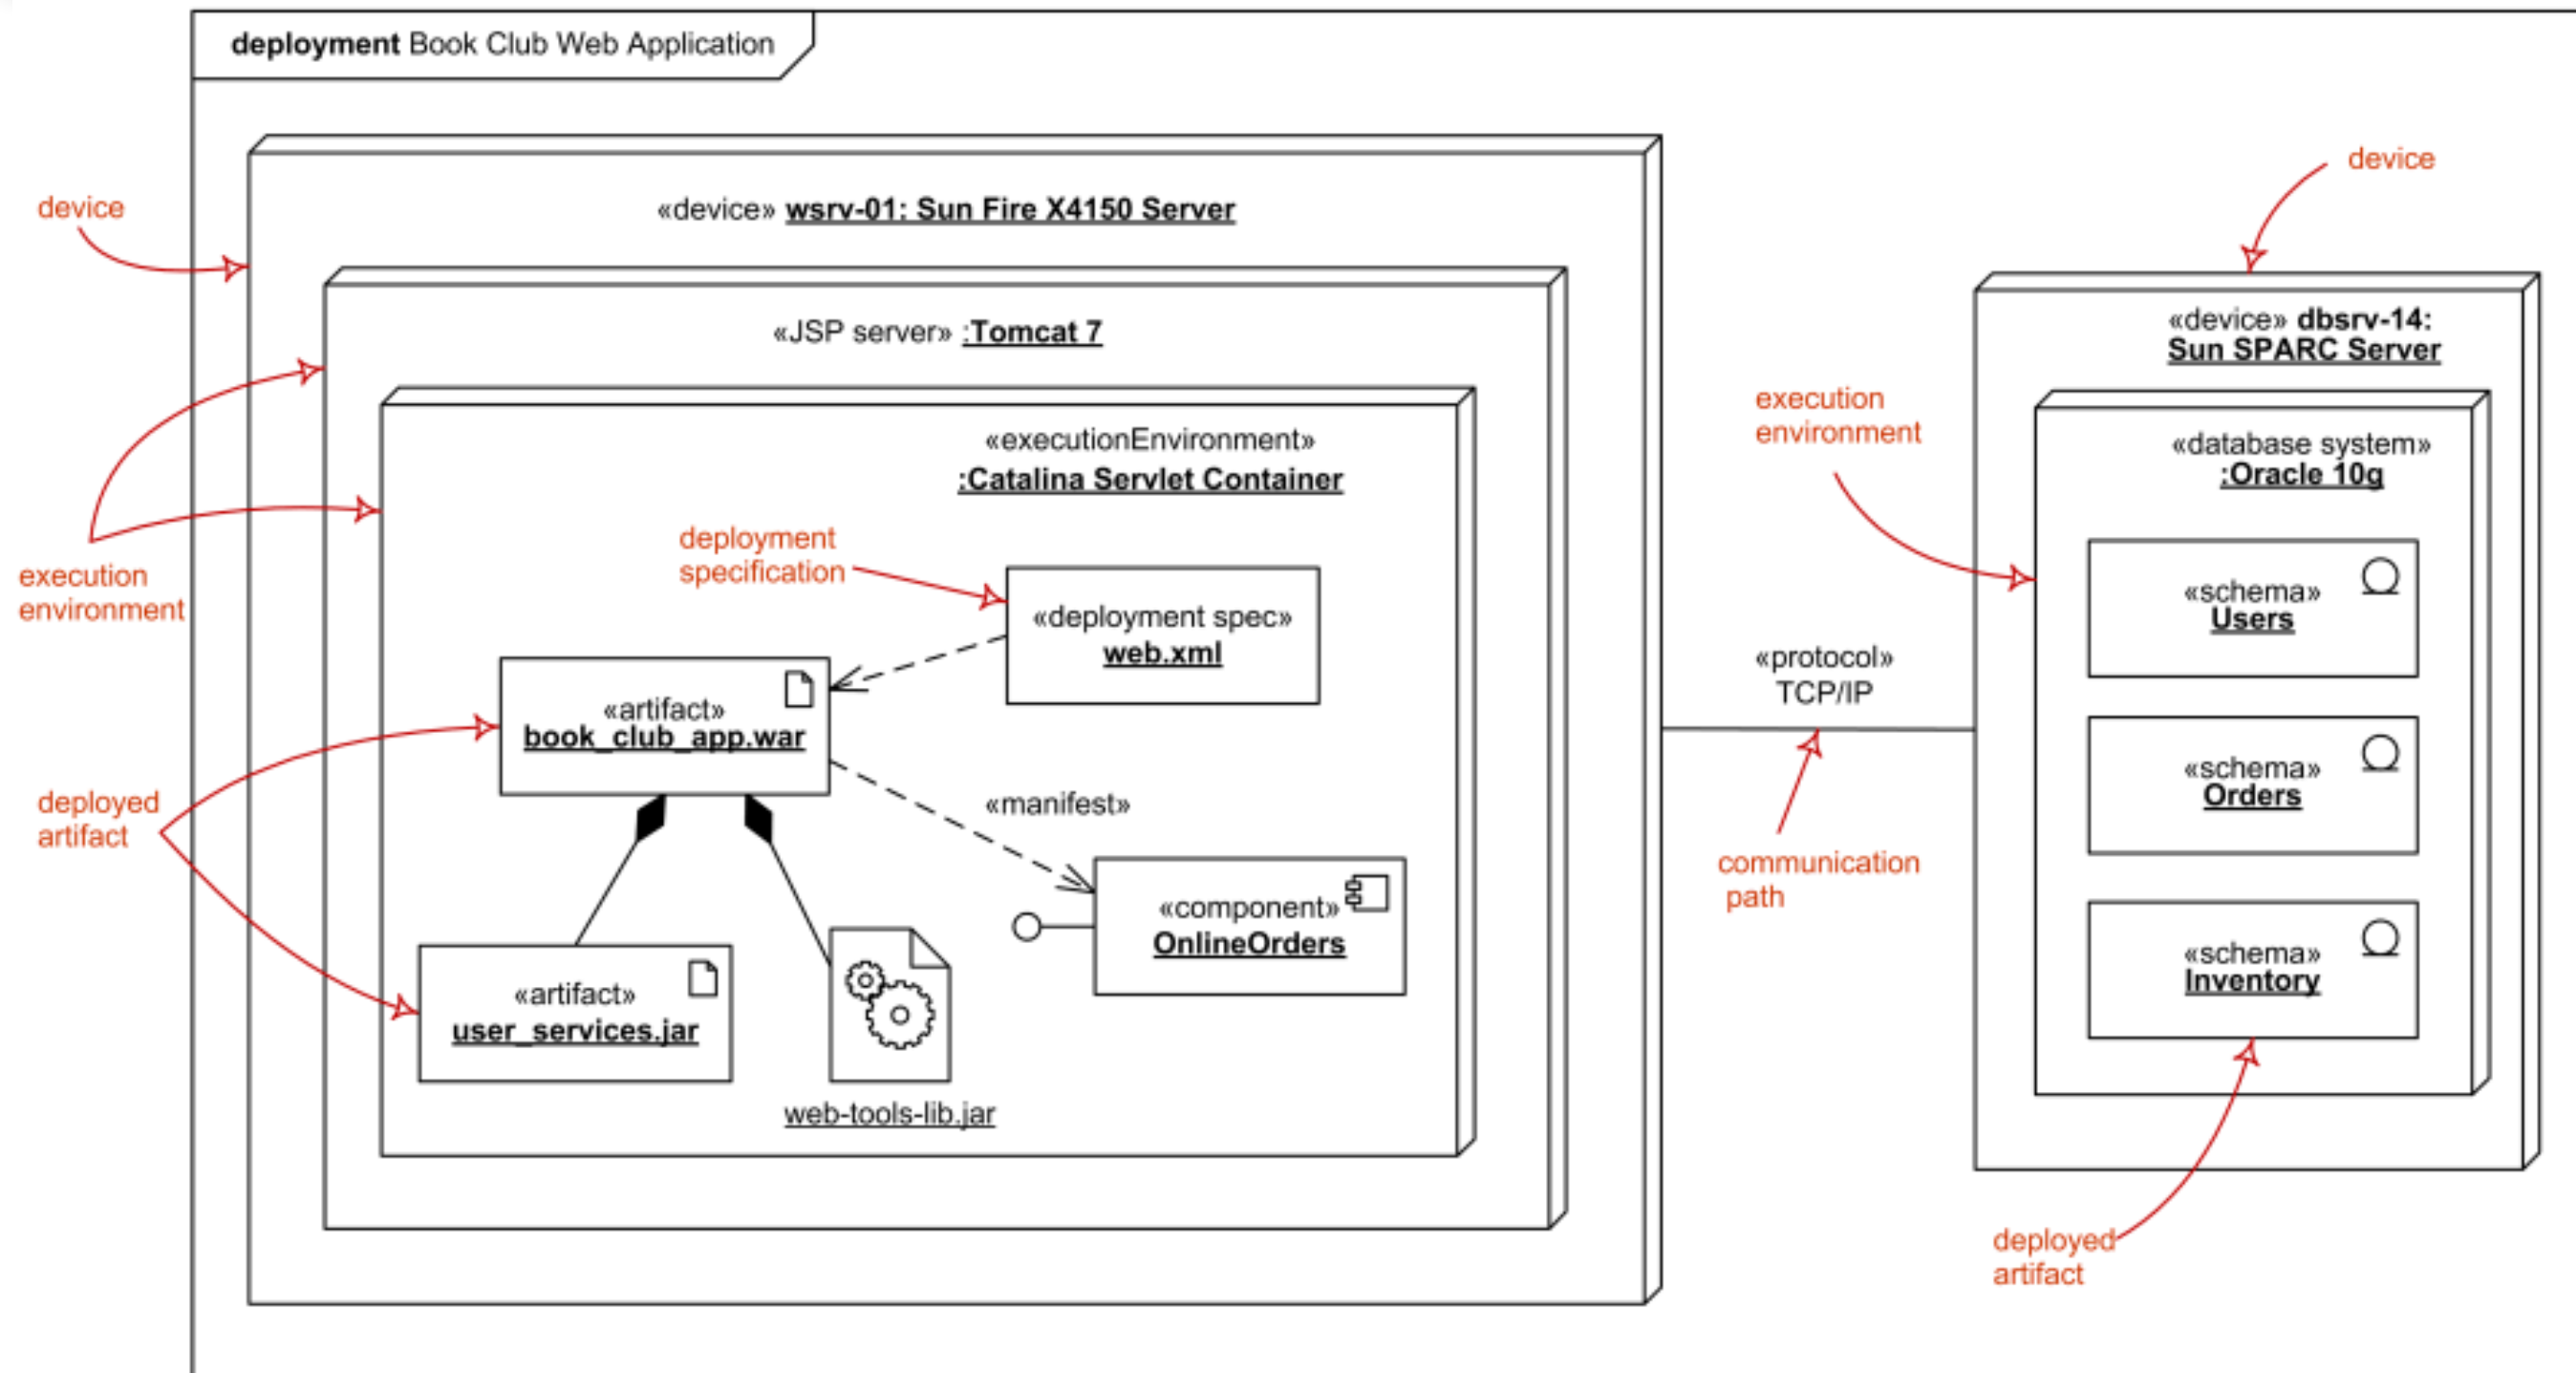 deployment Book Club Web Application
device
device
«device» wsrv-01: Sun Fire X4150 Server
«device» dbsrv-14:
Sun SPARC Server
«JSP server» :Tomcat 7
execution
environment
«executionEnvironment»
:Catalina Servlet Container
«database system»
:Oracle 10g
deployment
specification
execution
environment
«deployment spec»
web.xml
«schema»
Users
«protocol»
TCP/IP
«artifact»
book_club_app.war
«schema»
Orders
deployed
artifact
«manifest»
communication
path
«component»
OnlineOrders
«schema»
Inventory
«artifact»
user_services.jar
web-tools-lib.jar
deployed
artifact